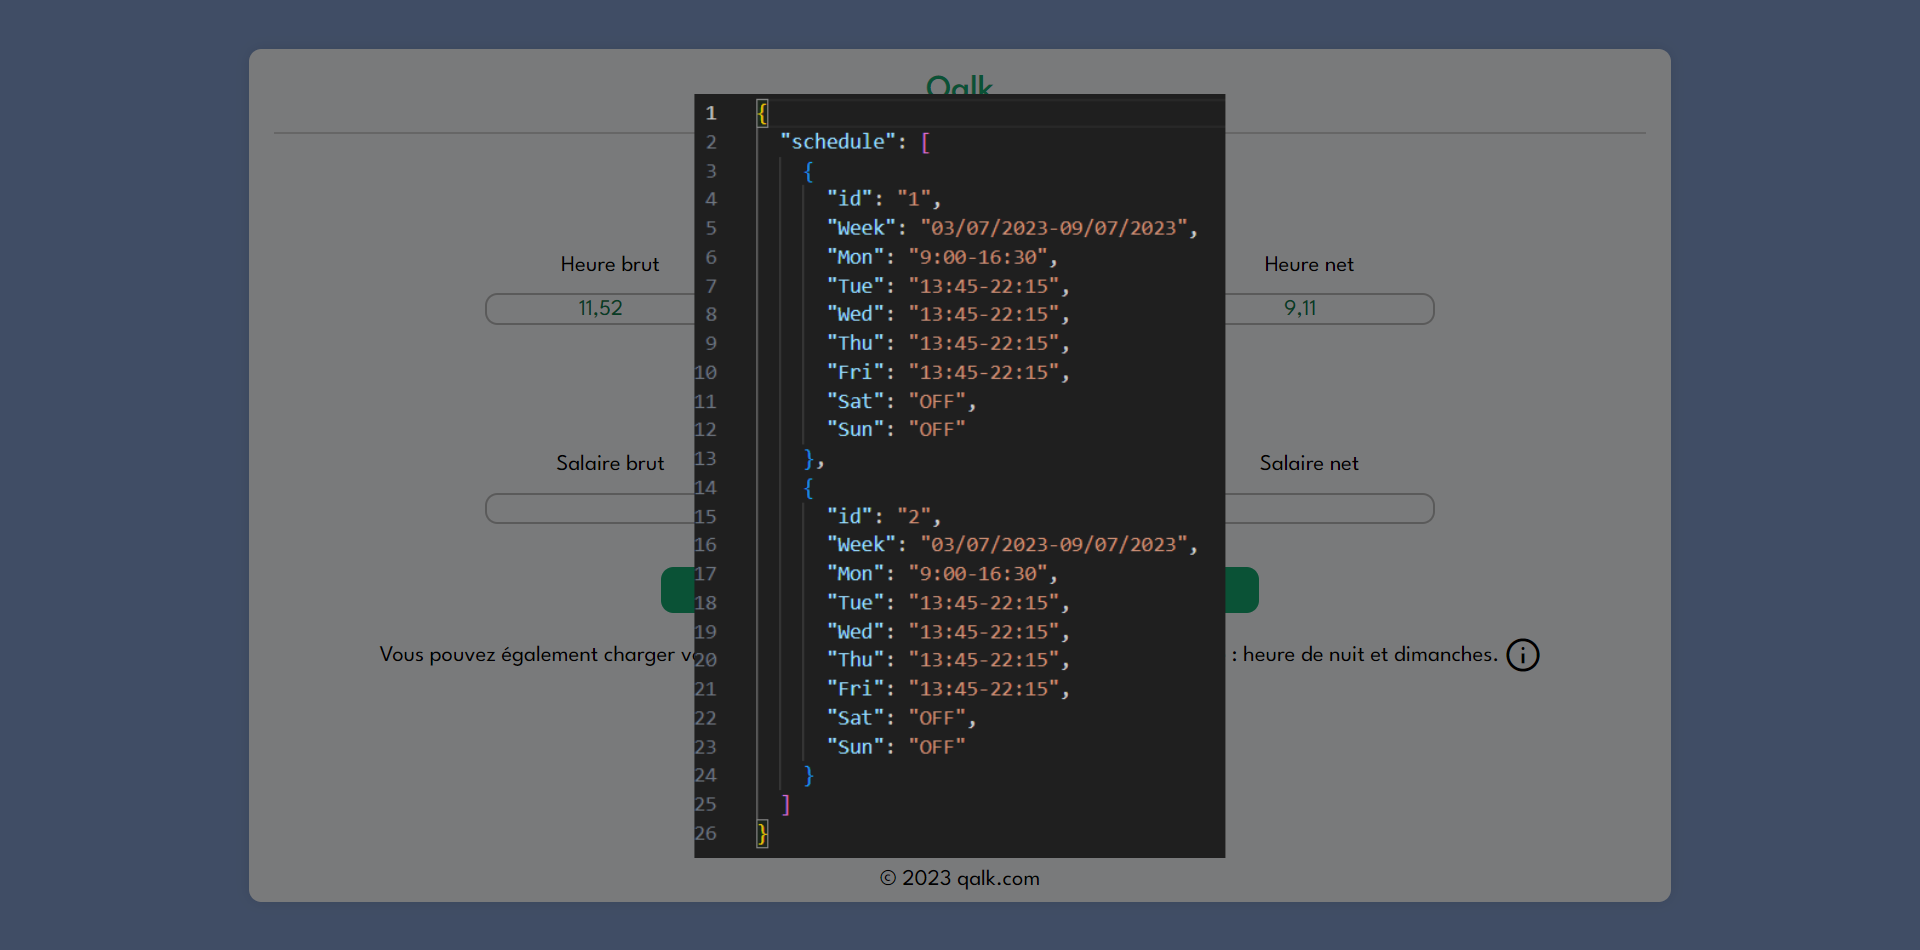 Qalk
Heure brut
Heure net
11,52
9,11
Salaire brut
Salaire net
Vous pouvez également charger
: heure de nuit et dimanches.
1 {
2 "schedule": [
3 {
4 "id": "1",
5 "Week": "03/07/2023-09/07/2023",
6 "Mon": "9:00-16:30",
7 "Tue": "13:45-22:15",
8 "Wed": "13:45-22:15",
9 "Thu": "13:45-22:15",
10 "Fri": "13:45-22:15",
11 "Sat": "OFF",
12 "Sun": "OFF"
13 },
14 {
15 "id": "2",
16 "Week": "03/07/2023-09/07/2023",
17 "Mon": "9:00-16:30",
18 "Tue": "13:45-22:15",
19 "Wed": "13:45-22:15",
20 "Thu": "13:45-22:15",
21 "Fri": "13:45-22:15",
22 "Sat": "OFF",
23 "Sun": "OFF"
24 }
25 ]
26 }
© 2023 qalk.com